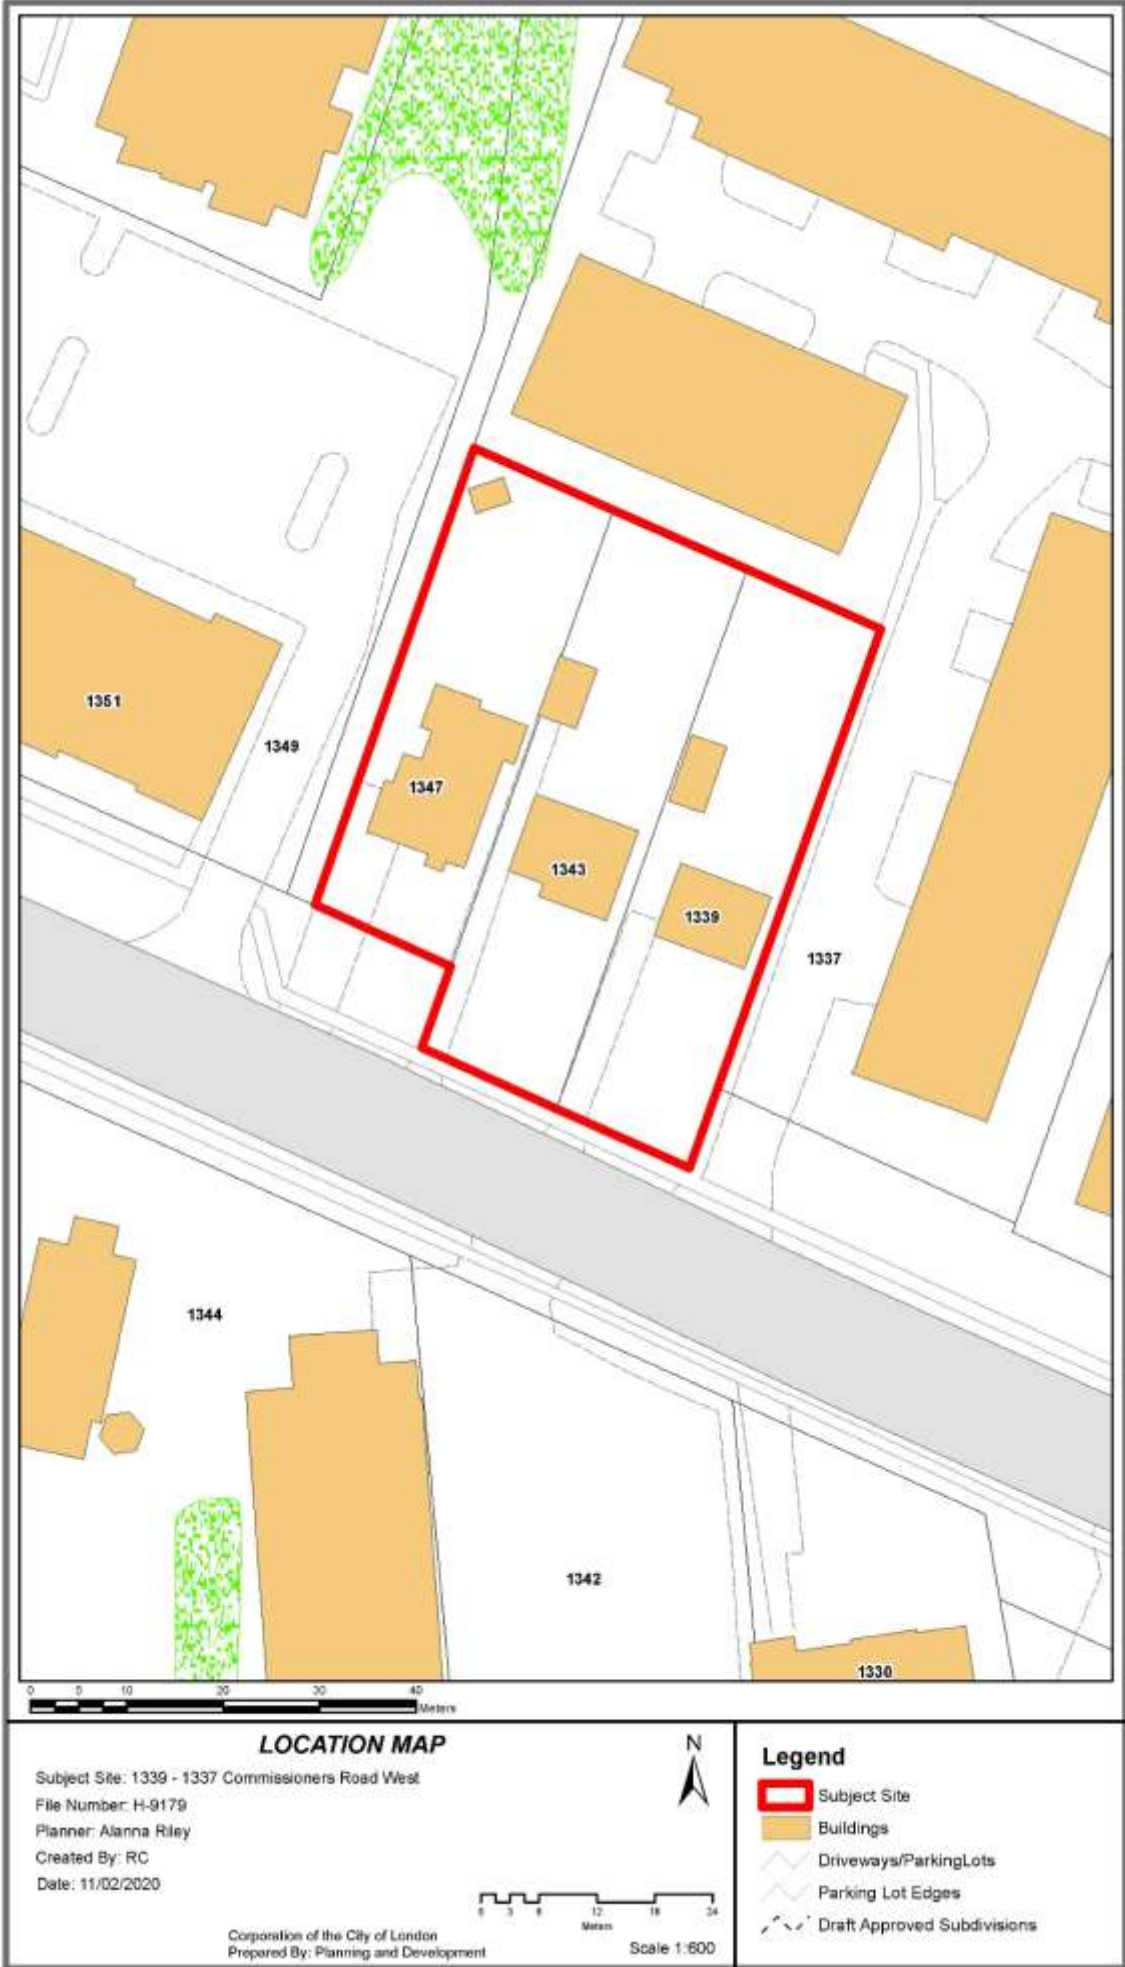 1351
1349
1347
1343
1339
1337
1344
1342
1330
0 5 10 20 30 40
Meters
LOCATION MAP
Subject Site: 1339 - 1337 Commissioners Road West
File Number: H-9179
Planner: Alanna Riley
Created By: RC
Date: 11/02/2020
N
0 3 6 12 18 24
Meters
Corporation of the City of London
Prepared By: Planning and Development
Scale 1:600
Legend
Subject Site
Buildings
Driveways/ParkingLots
Parking Lot Edges
Draft Approved Subdivisions